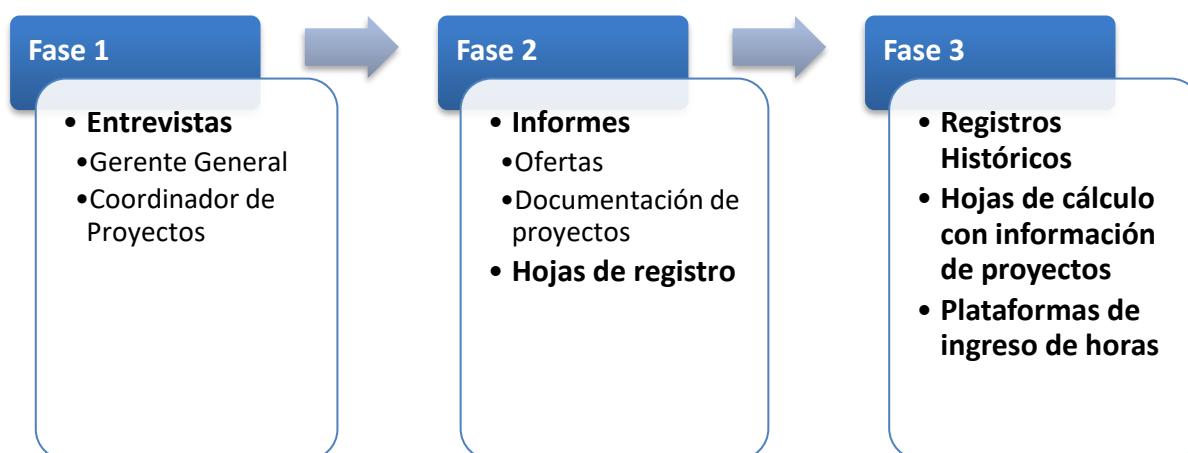 Fase 1
• Entrevistas
•Gerente General
•Coordinador de
Proyectos
Fase 2
• Informes
•Ofertas
•Documentación de
proyectos
• Hojas de registro
Fase 3
• Registros
Históricos
• Hojas de cálculo
con información
de proyectos
• Plataformas de
ingreso de horas